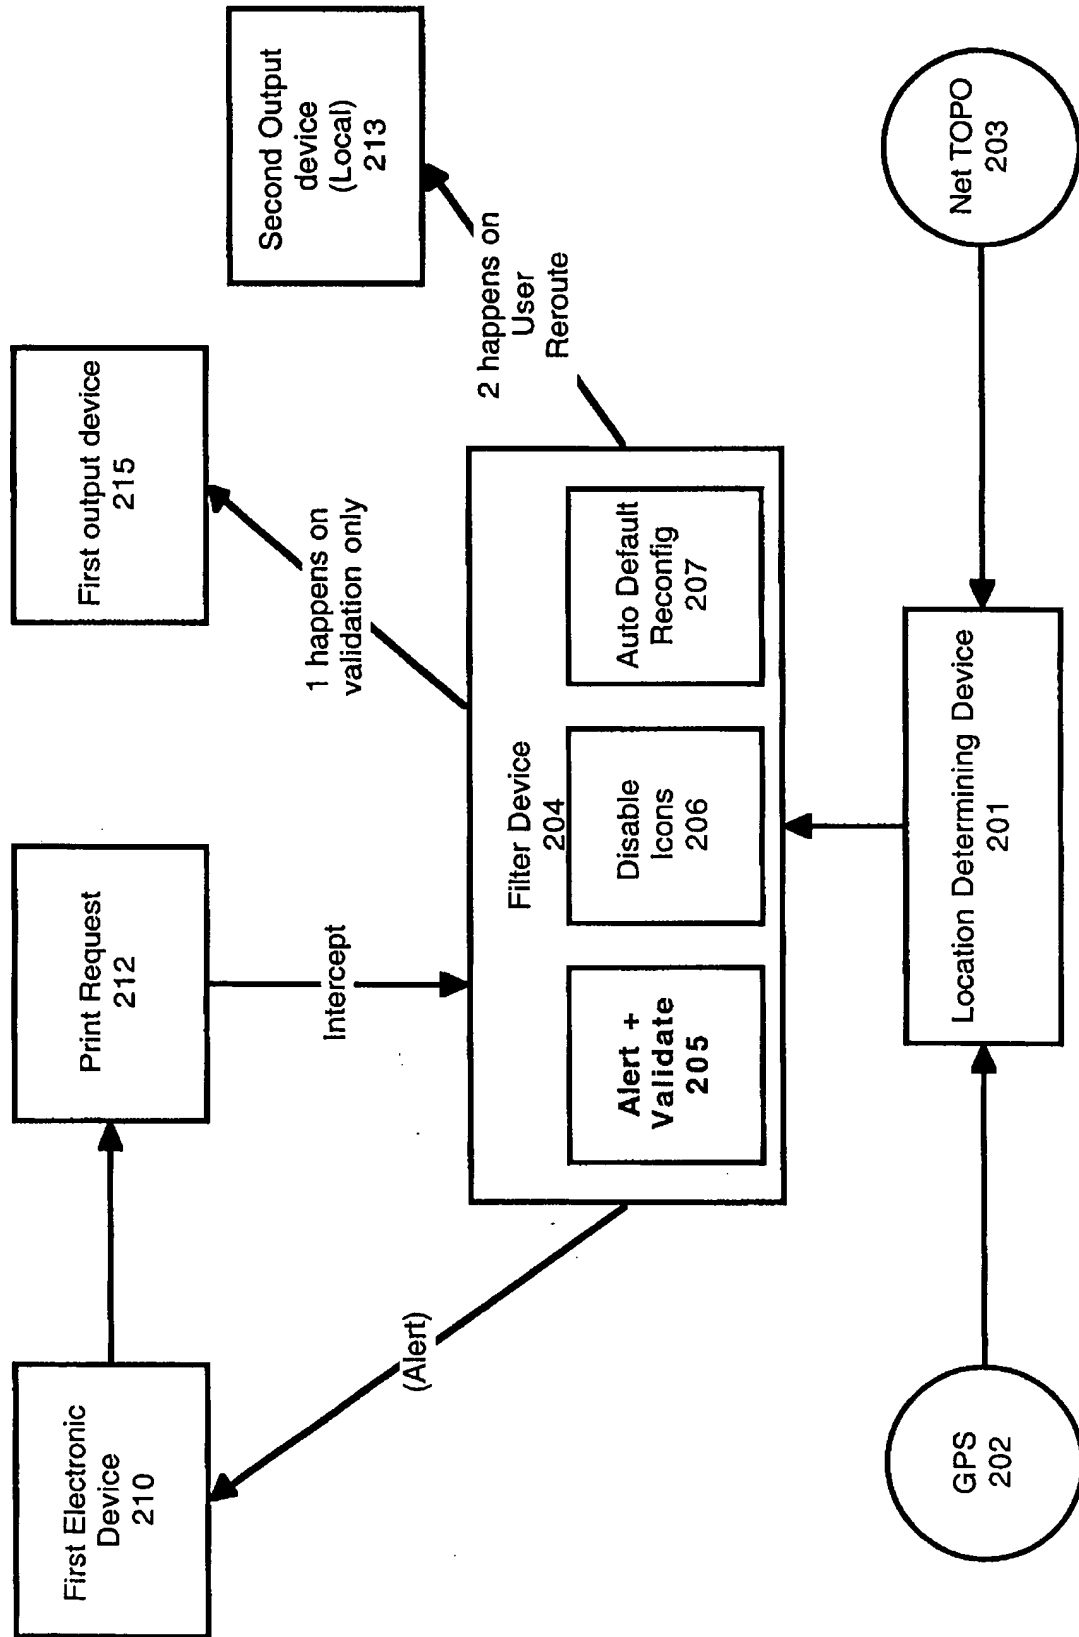 First Electronic
Device
210
Print Request
212
First output device
215
Second Output
device
(Local)
213
(Alert)
Intercept
1 happens on
validation only
2 happens on
User
Reroute
Filter Device
204
Alert +
Validate
205
Disable
Icons
206
Auto Default
Reconfig
207
Location Determining Device
201
GPS
202
Net TOPO
203